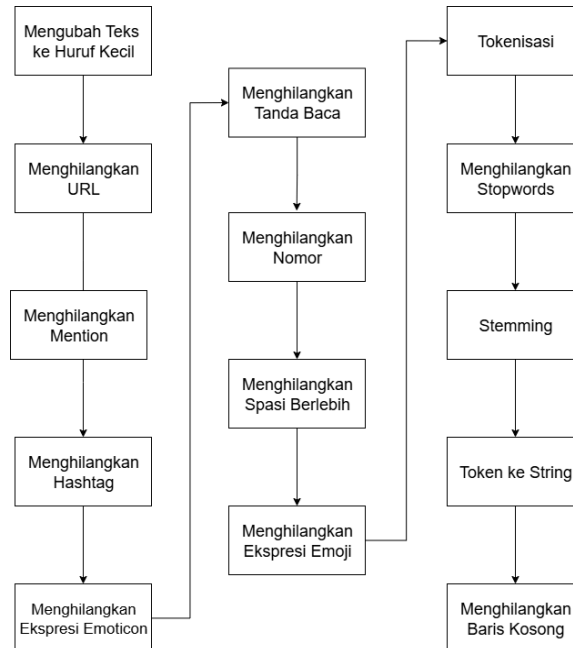 Mengubah Teks
ke Huruf Kecil
Menghilangkan
URL
Menghilangkan
Mention
Menghilangkan
Hashtag
Menghilangkan
Ekspresi Emoticon
Menghilangkan
Tanda Baca
Menghilangkan
Nomor
Menghilangkan
Spasi Berlebih
Menghilangkan
Ekspresi Emoji
Tokenisasi
Menghilangkan
Stopwords
Stemming
Token ke String
Menghilangkan
Baris Kosong